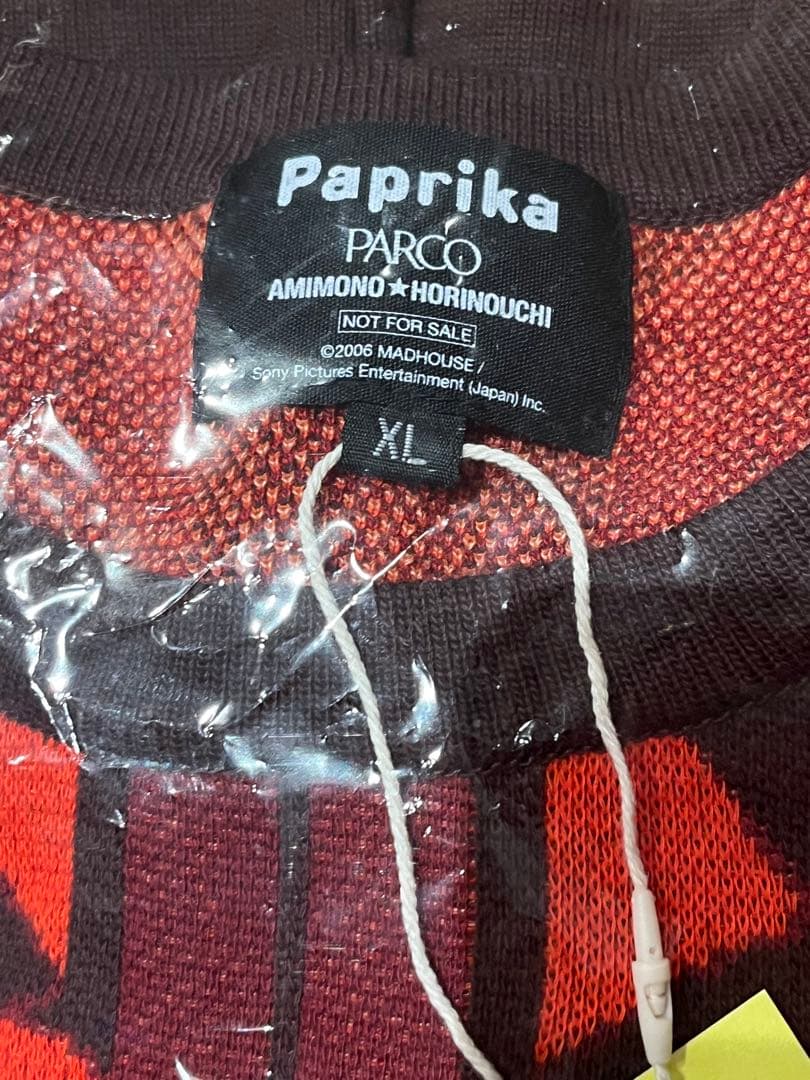 Paprika
PARCO
AMIMONO★HORINOUCHI
NOT FOR SALE
©2006 MADHOUSE /
Sony Pictures Entertainment (Japan) Inc.
XL